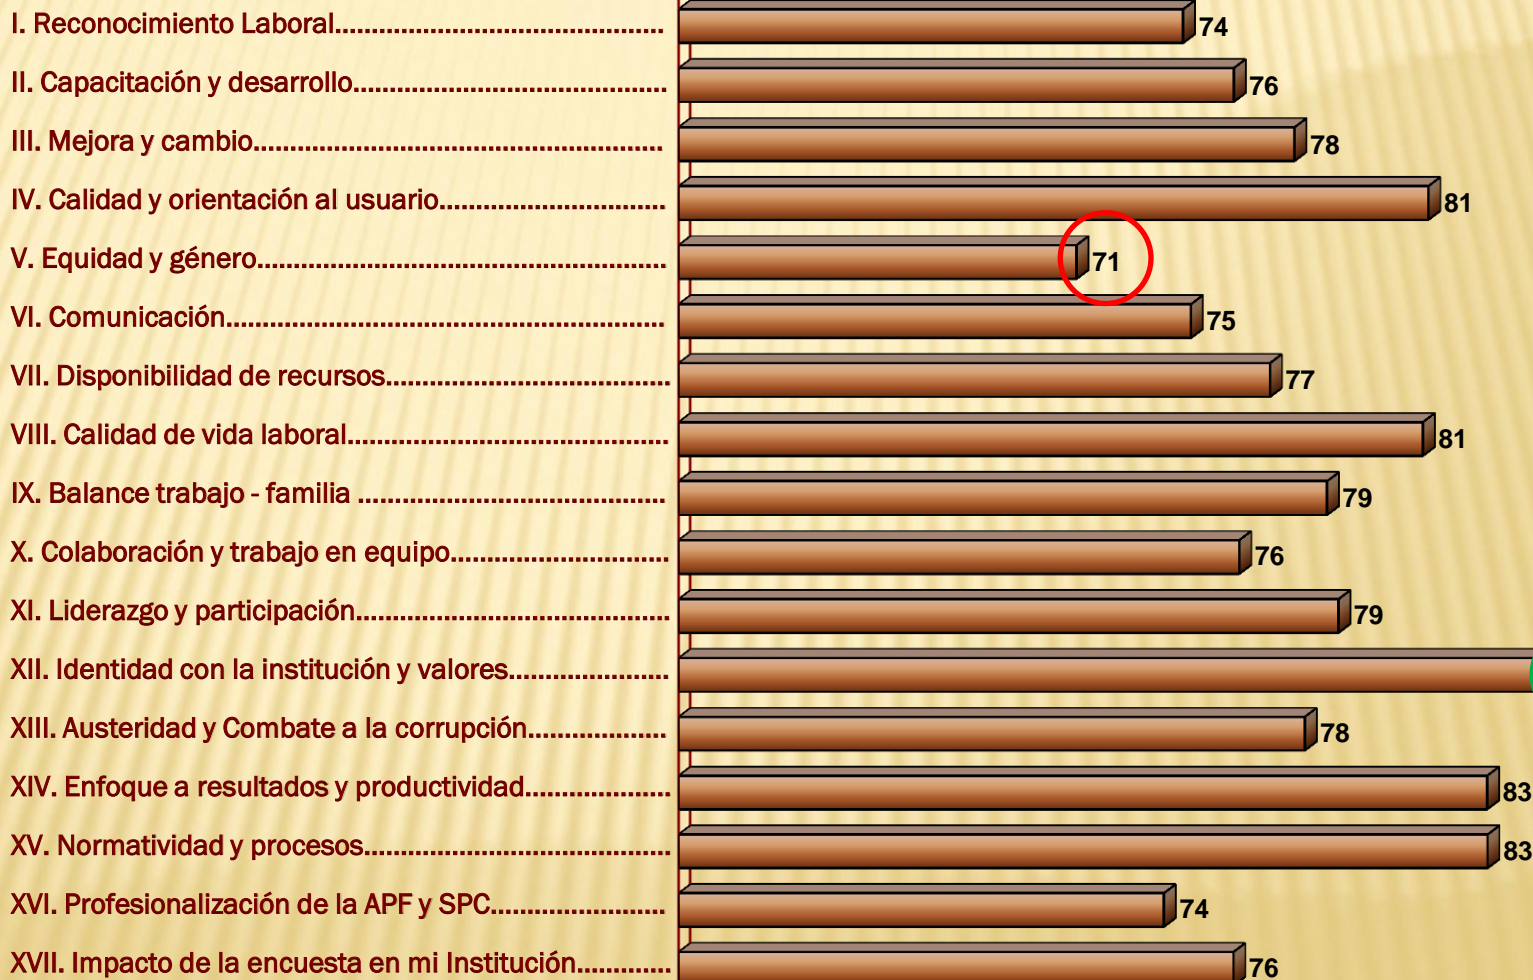 I. Reconocimiento Laboral............................................. 74
II. Capacitación y desarrollo........................................... 76
III. Mejora y cambio........................................................ 78
IV. Calidad y orientación al usuario............................... 81
V. Equidad y género........................................................ 71
VI. Comunicación............................................................ 75
VII. Disponibilidad de recursos....................................... 77
VIII. Calidad de vida laboral............................................ 81
IX. Balance trabajo - familia .......................................... 79
X. Colaboración y trabajo en equipo.............................. 76
XI. Liderazgo y participación........................................... 79
XII. Identidad con la institución y valores......................
XIII. Austeridad y Combate a la corrupción................... 78
XIV. Enfoque a resultados y productividad.................... 83
XV. Normatividad y procesos.......................................... 83
XVI. Profesionalización de la APF y SPC........................ 74
XVII. Impacto de la encuesta en mi Institución............. 76